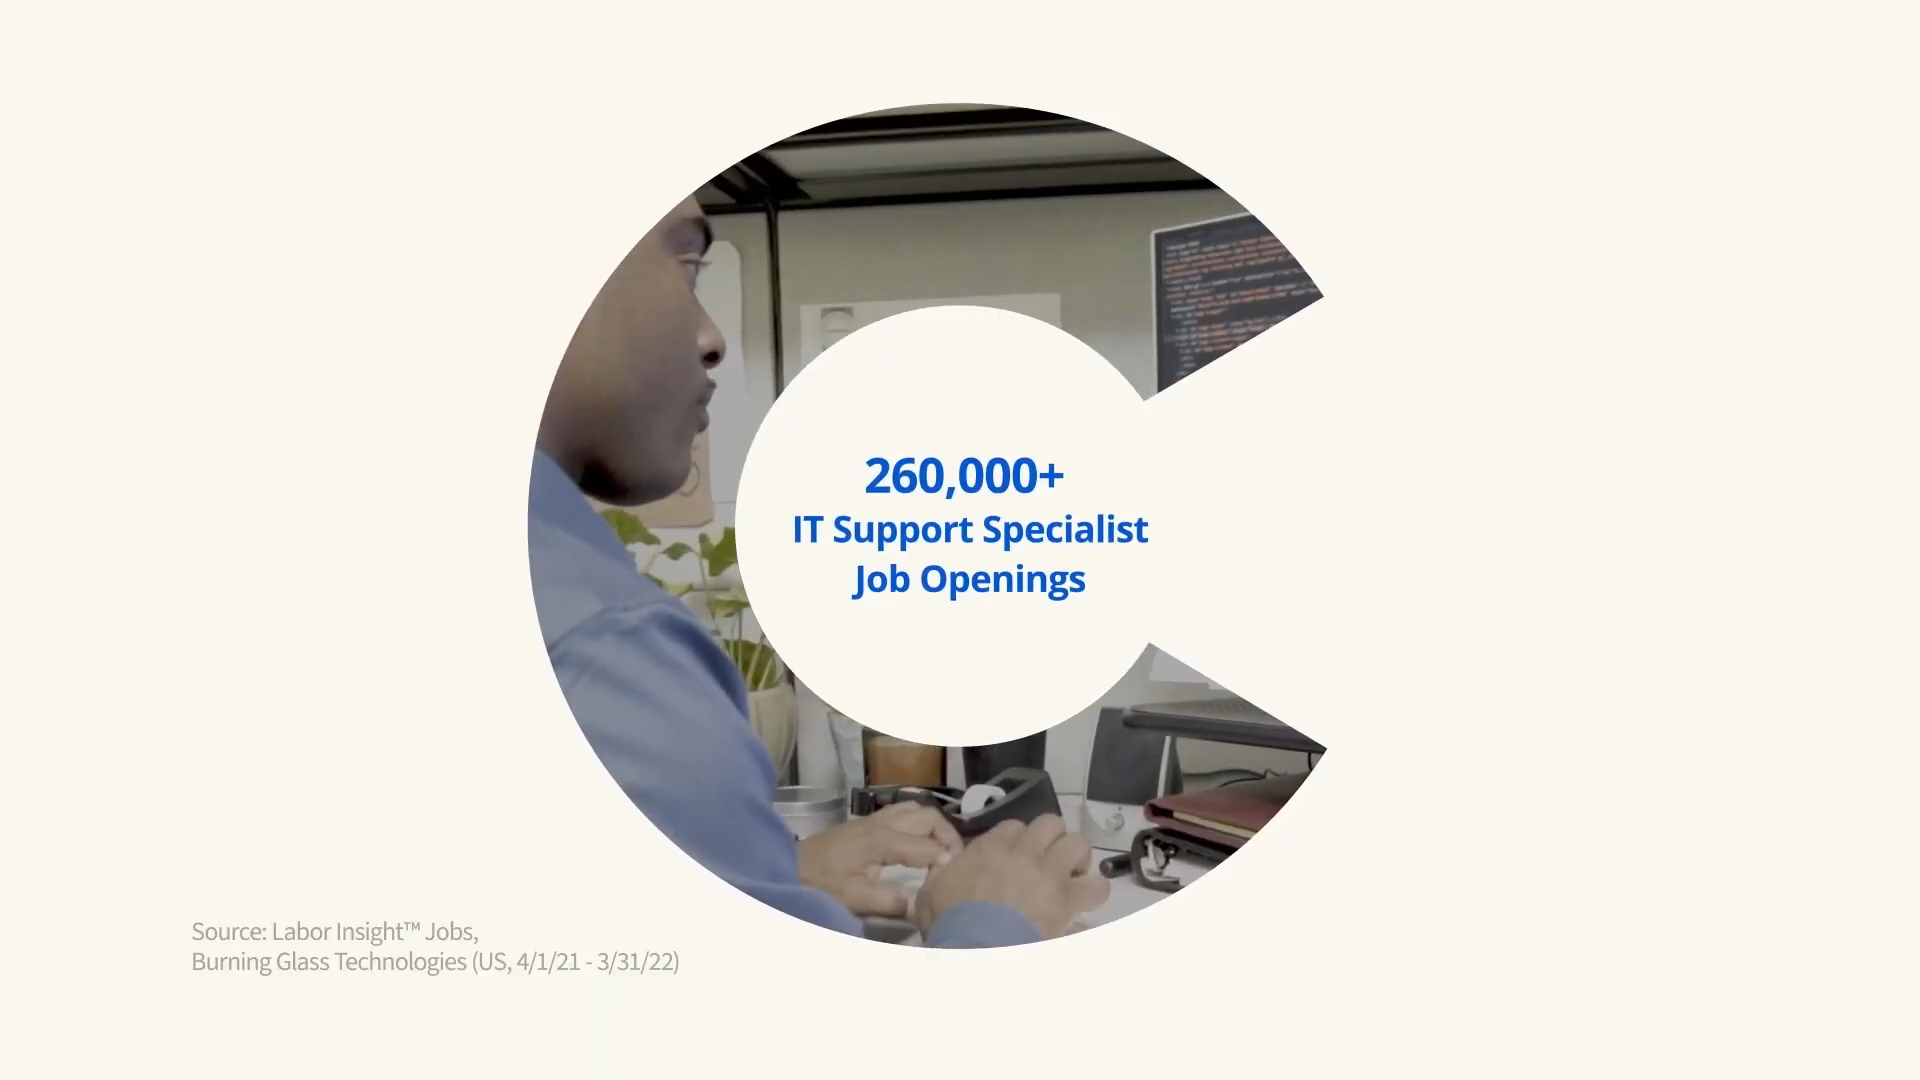 260,000+
IT Support Specialist
Job Openings
Source: Labor Insight™ Jobs,
Burning Glass Technologies (US, 4/1/21 - 3/31/22)